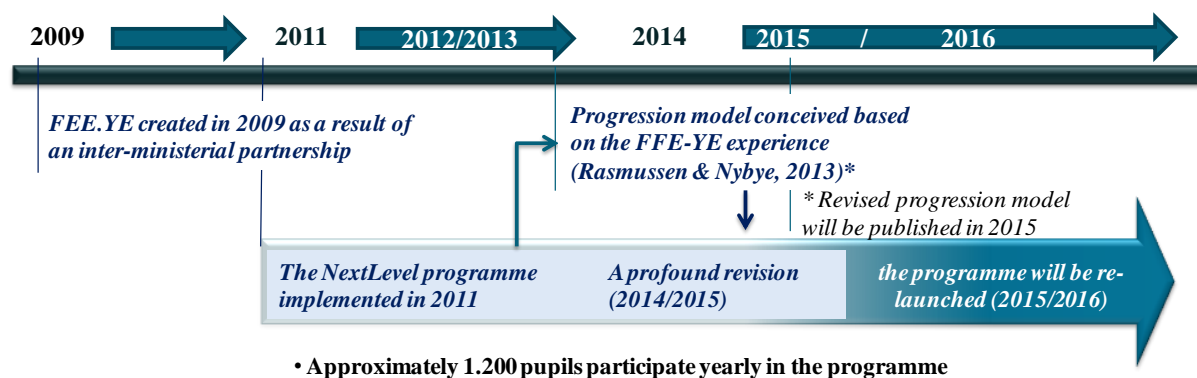 2009 2011 2012/2013 2014 2015 / 2016
FEE.YE created in 2009 as a result of
an inter-ministerial partnership
Progression model conceived based
on the FFE-YE experience
(Rasmussen & Nybye, 2013)*
* Revised progression model
will be published in 2015
The NextLevel programme
implemented in 2011
A profound revision
(2014/2015)
the programme will be re-
launched (2015/2016)
• Approximately 1.200 pupils participate yearly in the programme